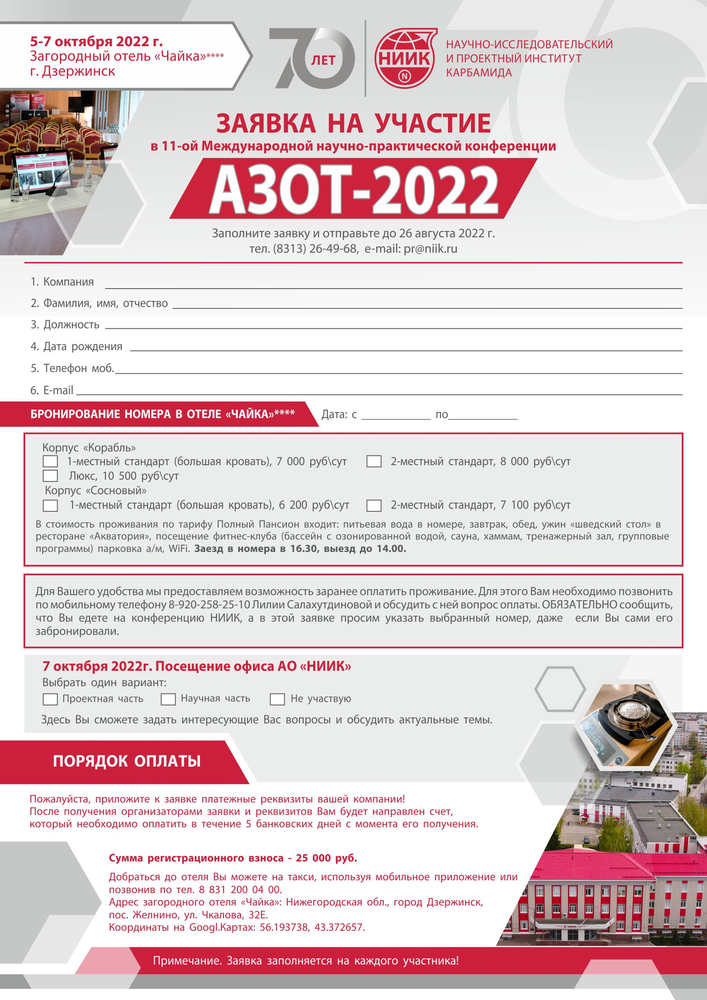 5-7 октября 2022 г.
Загородный отель «Чайка»****
г. Дзержинск
70 ЛЕТ
НИИК
N
НАУЧНО-ИССЛЕДОВАТЕЛЬСКИЙ
И ПРОЕКТНЫЙ ИНСТИТУТ
КАРБАМИДА
ЗАЯВКА НА УЧАСТИЕ
в 11-ой Международной научно-практической конференции
АЗОТ-2022
Заполните заявку и отправьте до 26 августа 2022 г.
тел. (8313) 26-49-68, e-mail: pr@niik.ru
1. Компания
2. Фамилия, имя, отчество
3. Должность
4. Дата рождения
5. Телефон моб.
6. E-mail
БРОНИРОВАНИЕ НОМЕРА В ОТЕЛЕ «ЧАЙКА»**** Дата: с ____________ по____________
Корпус «Корабль»
1-местный стандарт (большая кровать), 7 000 руб\сут 2-местный стандарт, 8 000 руб\сут
Люкс, 10 500 руб\сут
Корпус «Сосновый»
1-местный стандарт (большая кровать), 6 200 руб\сут 2-местный стандарт, 7 100 руб\сут
В стоимость проживания по тарифу Полный Пансион входит: питьевая вода в номере, завтрак, обед, ужин «шведский стол» в
ресторане «Акватория», посещение фитнес-клуба (бассейн с озонированной водой, сауна, хаммам, тренажерный зал, групповые
программы) парковка а/м, WiFi. Заезд в номера в 16.30, выезд до 14.00.
Для Вашего удобства мы предоставляем возможность заранее оплатить проживание. Для этого Вам необходимо позвонить
по мобильному телефону 8-920-258-25-10 Лилии Салахутдиновой и обсудить с ней вопрос оплаты. ОБЯЗАТЕЛЬНО сообщить,
что Вы едете на конференцию НИИК, а в этой заявке просим указать выбранный номер, даже если Вы сами его
забронировали.
7 октября 2022г. Посещение офиса АО «НИИК»
Выбрать один вариант:
Проектная часть Научная часть Не участвую
Здесь Вы сможете задать интересующие Вас вопросы и обсудить актуальные темы.
ПОРЯДОК ОПЛАТЫ
Пожалуйста, приложите к заявке платежные реквизиты вашей компании!
После получения организаторами заявки и реквизитов Вам будет направлен счет,
который необходимо оплатить в течение 5 банковских дней с момента его получения.
Сумма регистрационного взноса - 25 000 руб.
Добраться до отеля Вы можете на такси, используя мобильное приложение или
позвонив по тел. 8 831 200 04 00.
Адрес загородного отеля «Чайка»: Нижегородская обл., город Дзержинск,
пос. Желнино, ул. Чкалова, 32Е.
Координаты на Googl.Картах: 56.193738, 43.372657.
НИИК
Примечание. Заявка заполняется на каждого участника!